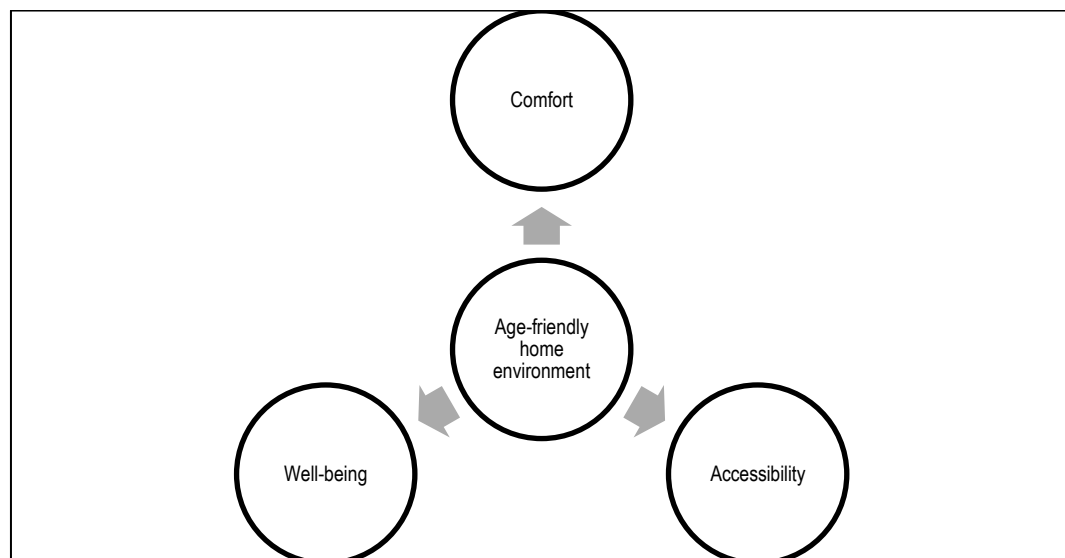 Comfort
Age-friendly
home
environment
Well-being
Accessibility